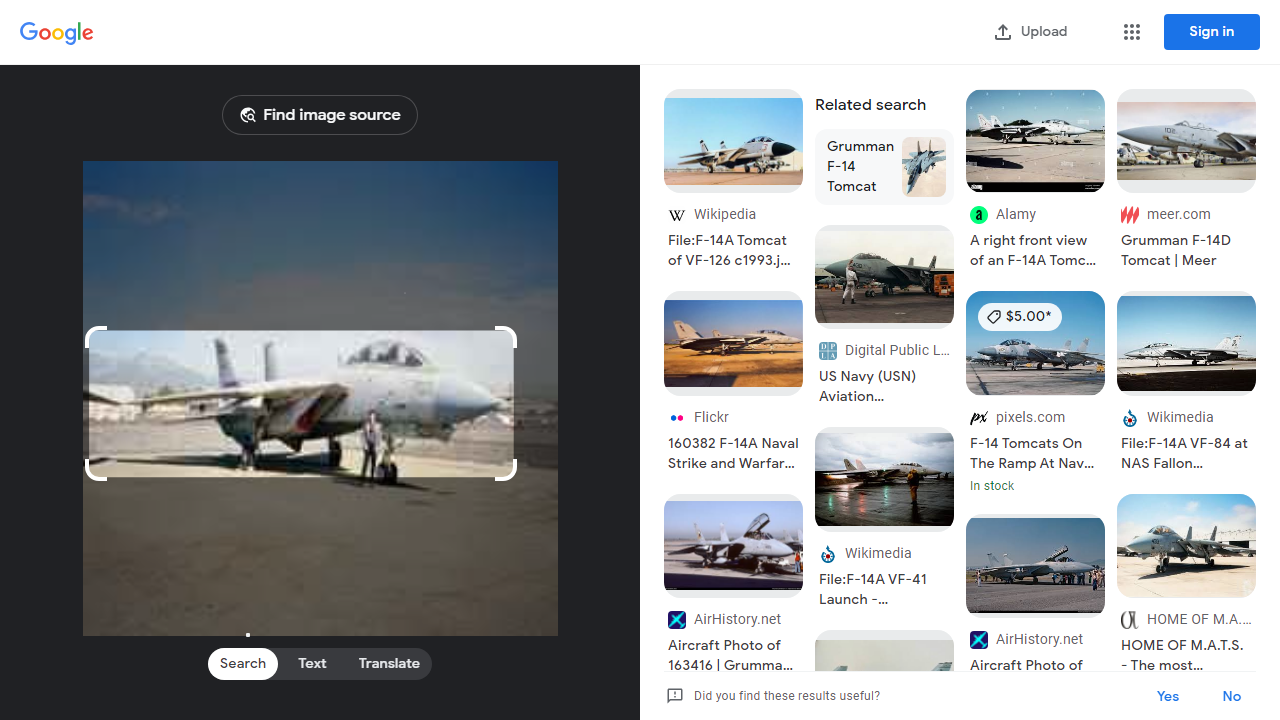 Google
Upload
Sign in
Find image source
Search
Text
Translate
Wikipedia
File:F-14A Tomcat
of VF-126 c1993.j...
Flickr
160382 F-14A Naval
Strike and Warfar...
AirHistory.net
Aircraft Photo of
163416 | Grumma...
Related search
Grumman
F-14
Tomcat
Digital Public L...
US Navy (USN)
Aviation...
Wikimedia
File:F-14A VF-41
Launch -...
Alamy
A right front view
of an F-14A Tomc...
$5.00*
pixels.com
F-14 Tomcats On
The Ramp At Nav...
In stock
AirHistory.net
Aircraft Photo of
meer.com
Grumman F-14D
Tomcat | Meer
Wikimedia
File:F-14A VF-84 at
NAS Fallon...
HOME OF M.A....
HOME OF M.A.T.S.
- The most...
Did you find these results useful?
Yes
No